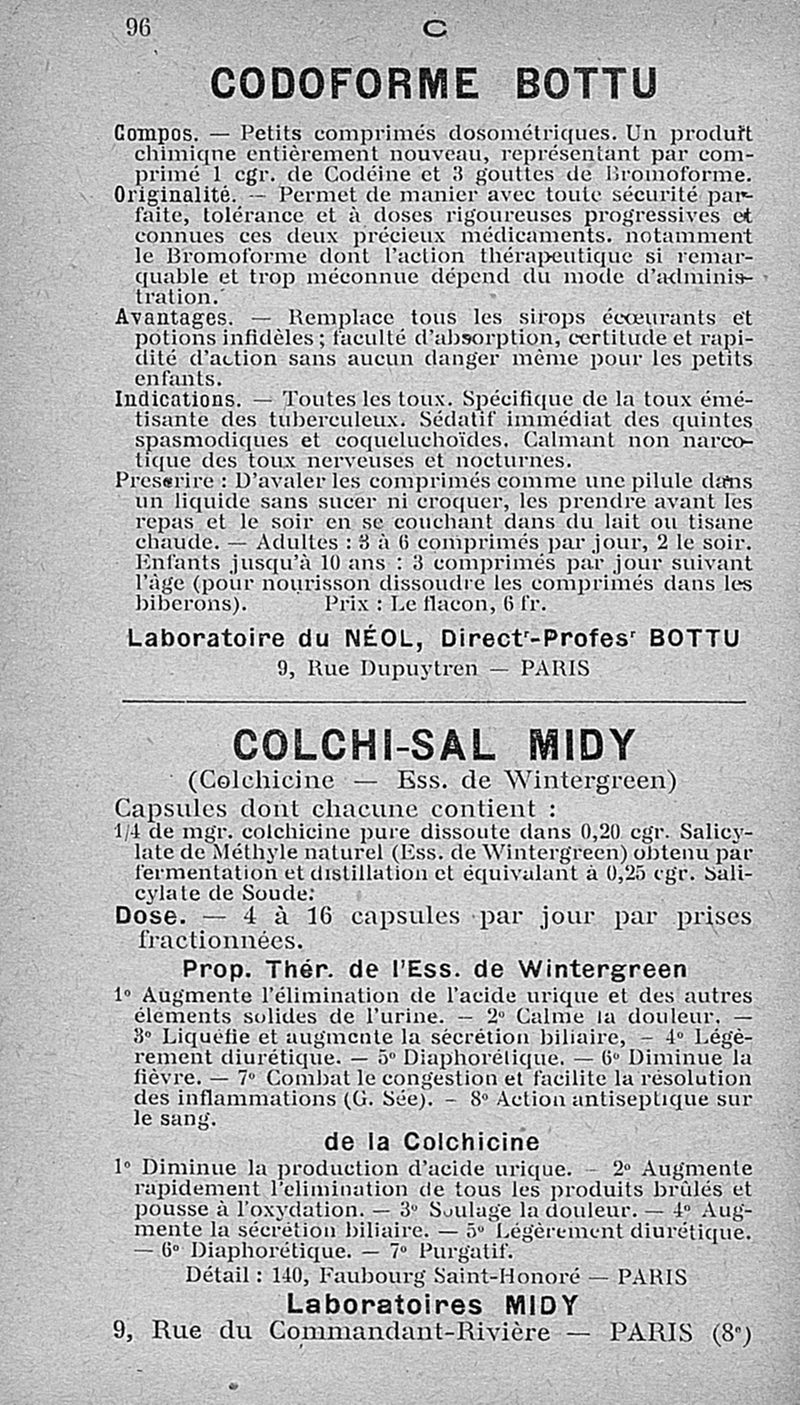 96
C
CODOFORME BOTTU
Compos. — Petits comprimés dosométriques. Un produit
chimique entièrement nouveau, représentant par com-
primé 1 cgr. de Codéine et 3 gouttes de Bromoforme.
Originalité. — Permet de manier avec toute sécurité par-
faite, tolérance et à doses rigoureuses progressives et
connues ces deux précieux médicaments. notamment
le Bromoforme dont l'action thérapeutique si remar-
quable et trop méconnue dépend du mode d'adminis-
tration.
Avantages. — Remplace tous les sirops écœurants et
potions infidèles ; faculté d'absorption, certitude et rapi-
dité d'action sans aucun danger même pour les petits
enfants.
Indications. — Toutes les toux. Spécifique de la toux émé-
tisante des tuberculeux. Sédatif immédiat des quintes
spasmodiques et coqueluchoïdes. Calmant non narco-
tique des toux nerveuses et nocturnes.
Prescrire : D'avaler les comprimés comme une pilule dans
un liquide sans sucer ni croquer, les prendre avant les
repas et le soir en se couchant dans du lait ou tisane
chaude. — Adultes : 3 à 6 comprimés par jour, 2 le soir.
Enfants jusqu'à 10 ans : 3 comprimés par jour suivant
l'âge (pour nourisson dissoudre les comprimés dans les
biberons). Prix : Le flacon, 6 fr.
Laboratoire du NÉOL, Directʳ-Profesʳ BOTTU
9, Rue Dupuytren — PARIS
COLCHI-SAL MIDY
(Colchicine — Ess. de Wintergreen)
Capsules dont chacune contient :
1/4 de mgr. colchicine pure dissoute dans 0,20 cgr. Salicy-
late de Méthyle naturel (Ess. de Wintergreen) obtenu par
fermentation et distillation et équivalant à 0,25 cgr. Sali-
cylate de Soude:
Dose. — 4 à 16 capsules par jour par prises
fractionnées.
Prop. Thér. de l'Ess. de Wintergreen
1º Augmente l'élimination de l'acide urique et des autres
éléments solides de l'urine. — 2º Calme la douleur. —
3º Liquéfie et augmente la sécrétion biliaire, — 4º Légè-
rement diurétique. — 5º Diaphorétique. — 6º Diminue la
fièvre. — 7º Combat le congestion et facilite la résolution
des inflammations (G. Sée). - 8º Action antiseptique sur
le sang.
de la Colchicine
1º Diminue la production d'acide urique. — 2º Augmente
rapidement l'elimination de tous les produits brûlés et
pousse à l'oxydation. — 3º Soulage la douleur. — 4º Aug-
mente la sécrétion biliaire. — 5º Légèrement diurétique.
— 6º Diaphorétique. — 7º Purgatif.
Détail : 140, Faubourg Saint-Honoré — PARIS
Laboratoires MIDY
9, Rue du Commandant-Rivière — PARIS (8ᵉ)